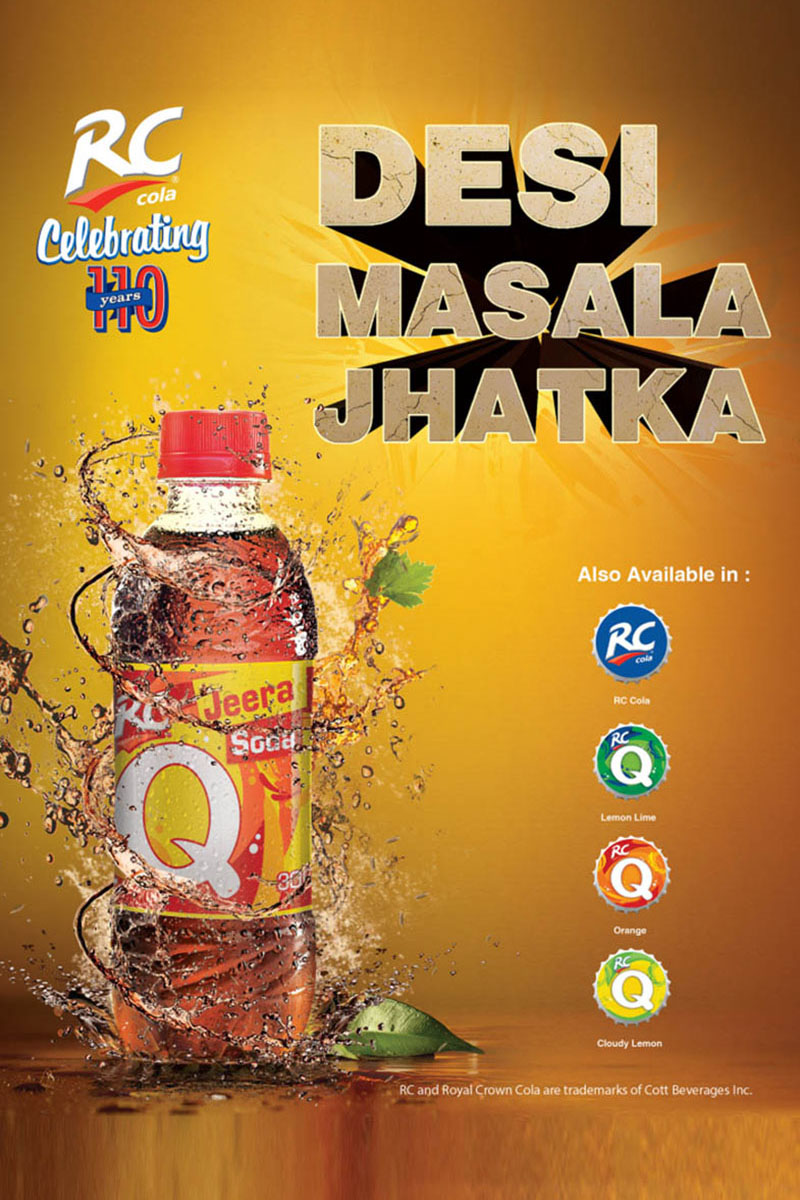 RC
cola
Celebrating
110
years
DESI
MASALA
JHATKA
RC
Jeera
Soda
Q
Also Available in :
RC
cola
RC Cola
RC
Q
Lemon Lime
RC
Q
Orange
RC
Q
Cloudy Lemon
RC and Royal Crown Cola are trademarks of Cott Beverages Inc.